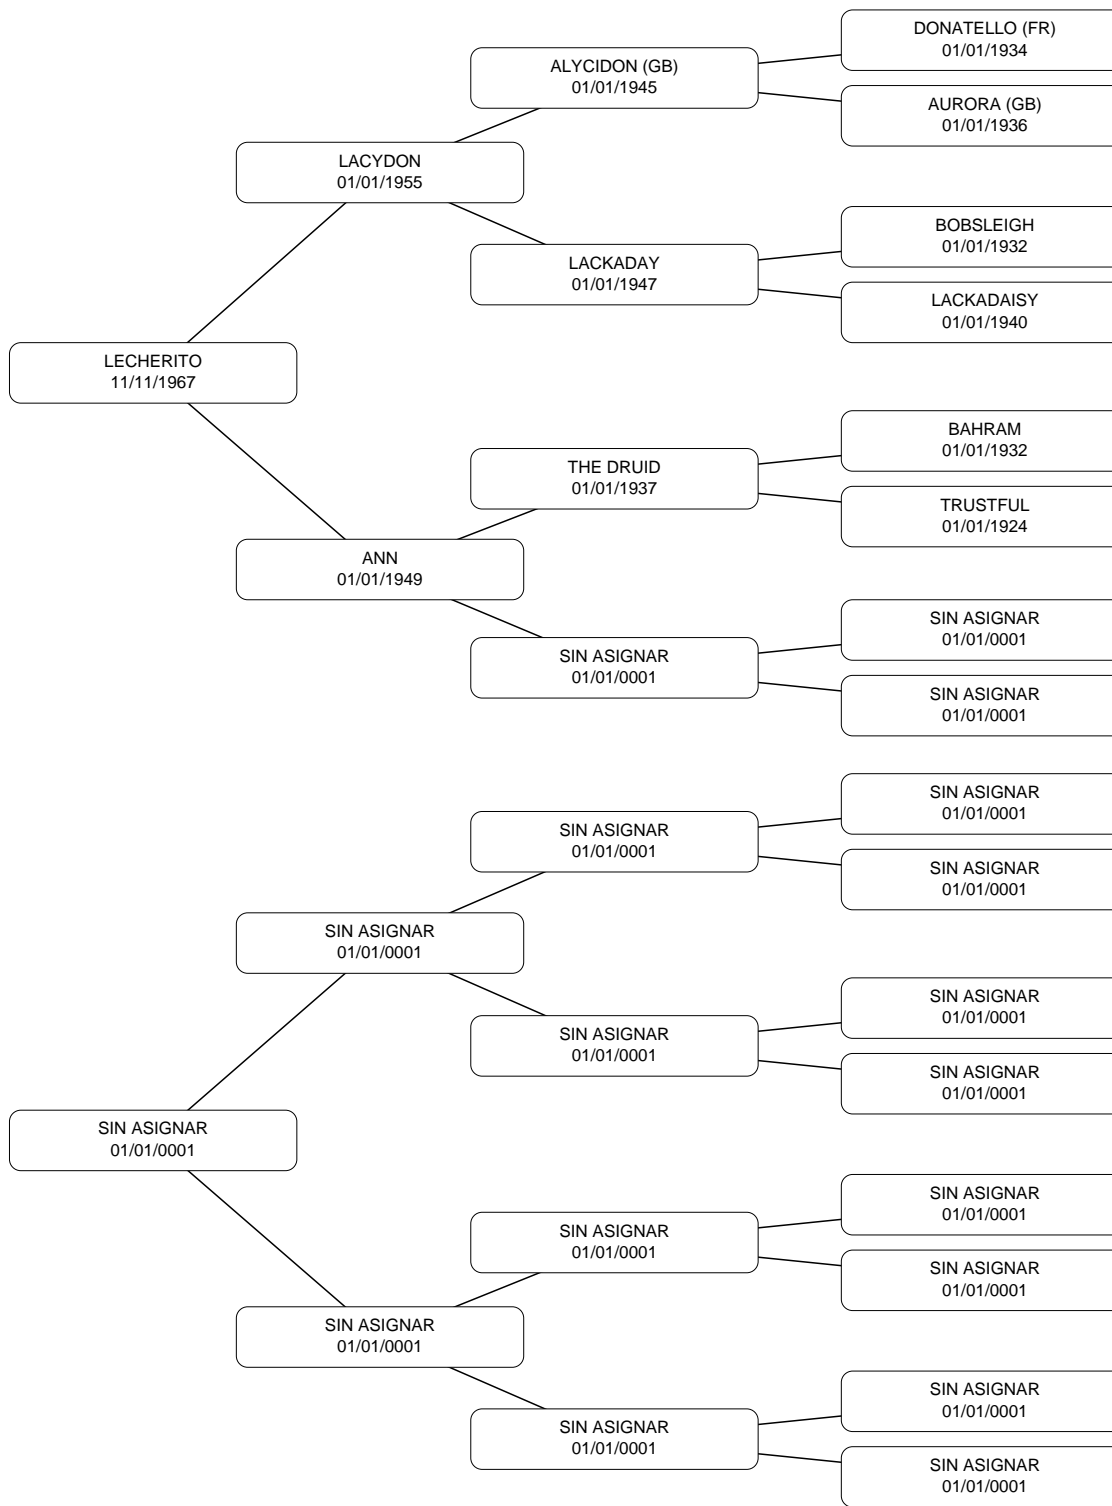 DONATELLO (FR)
01/01/1934
ALYCIDON (GB)
01/01/1945
AURORA (GB)
01/01/1936
LACYDON
01/01/1955
BOBSLEIGH
01/01/1932
LACKADAY
01/01/1947
LACKADAISY
01/01/1940
LECHERITO
11/11/1967
BAHRAM
01/01/1932
THE DRUID
01/01/1937
TRUSTFUL
01/01/1924
ANN
01/01/1949
SIN ASIGNAR
01/01/0001
SIN ASIGNAR
01/01/0001
SIN ASIGNAR
01/01/0001
SIN ASIGNAR
01/01/0001
SIN ASIGNAR
01/01/0001
SIN ASIGNAR
01/01/0001
SIN ASIGNAR
01/01/0001
SIN ASIGNAR
01/01/0001
SIN ASIGNAR
01/01/0001
SIN ASIGNAR
01/01/0001
SIN ASIGNAR
01/01/0001
SIN ASIGNAR
01/01/0001
SIN ASIGNAR
01/01/0001
SIN ASIGNAR
01/01/0001
SIN ASIGNAR
01/01/0001
SIN ASIGNAR
01/01/0001
SIN ASIGNAR
01/01/0001
SIN ASIGNAR
01/01/0001